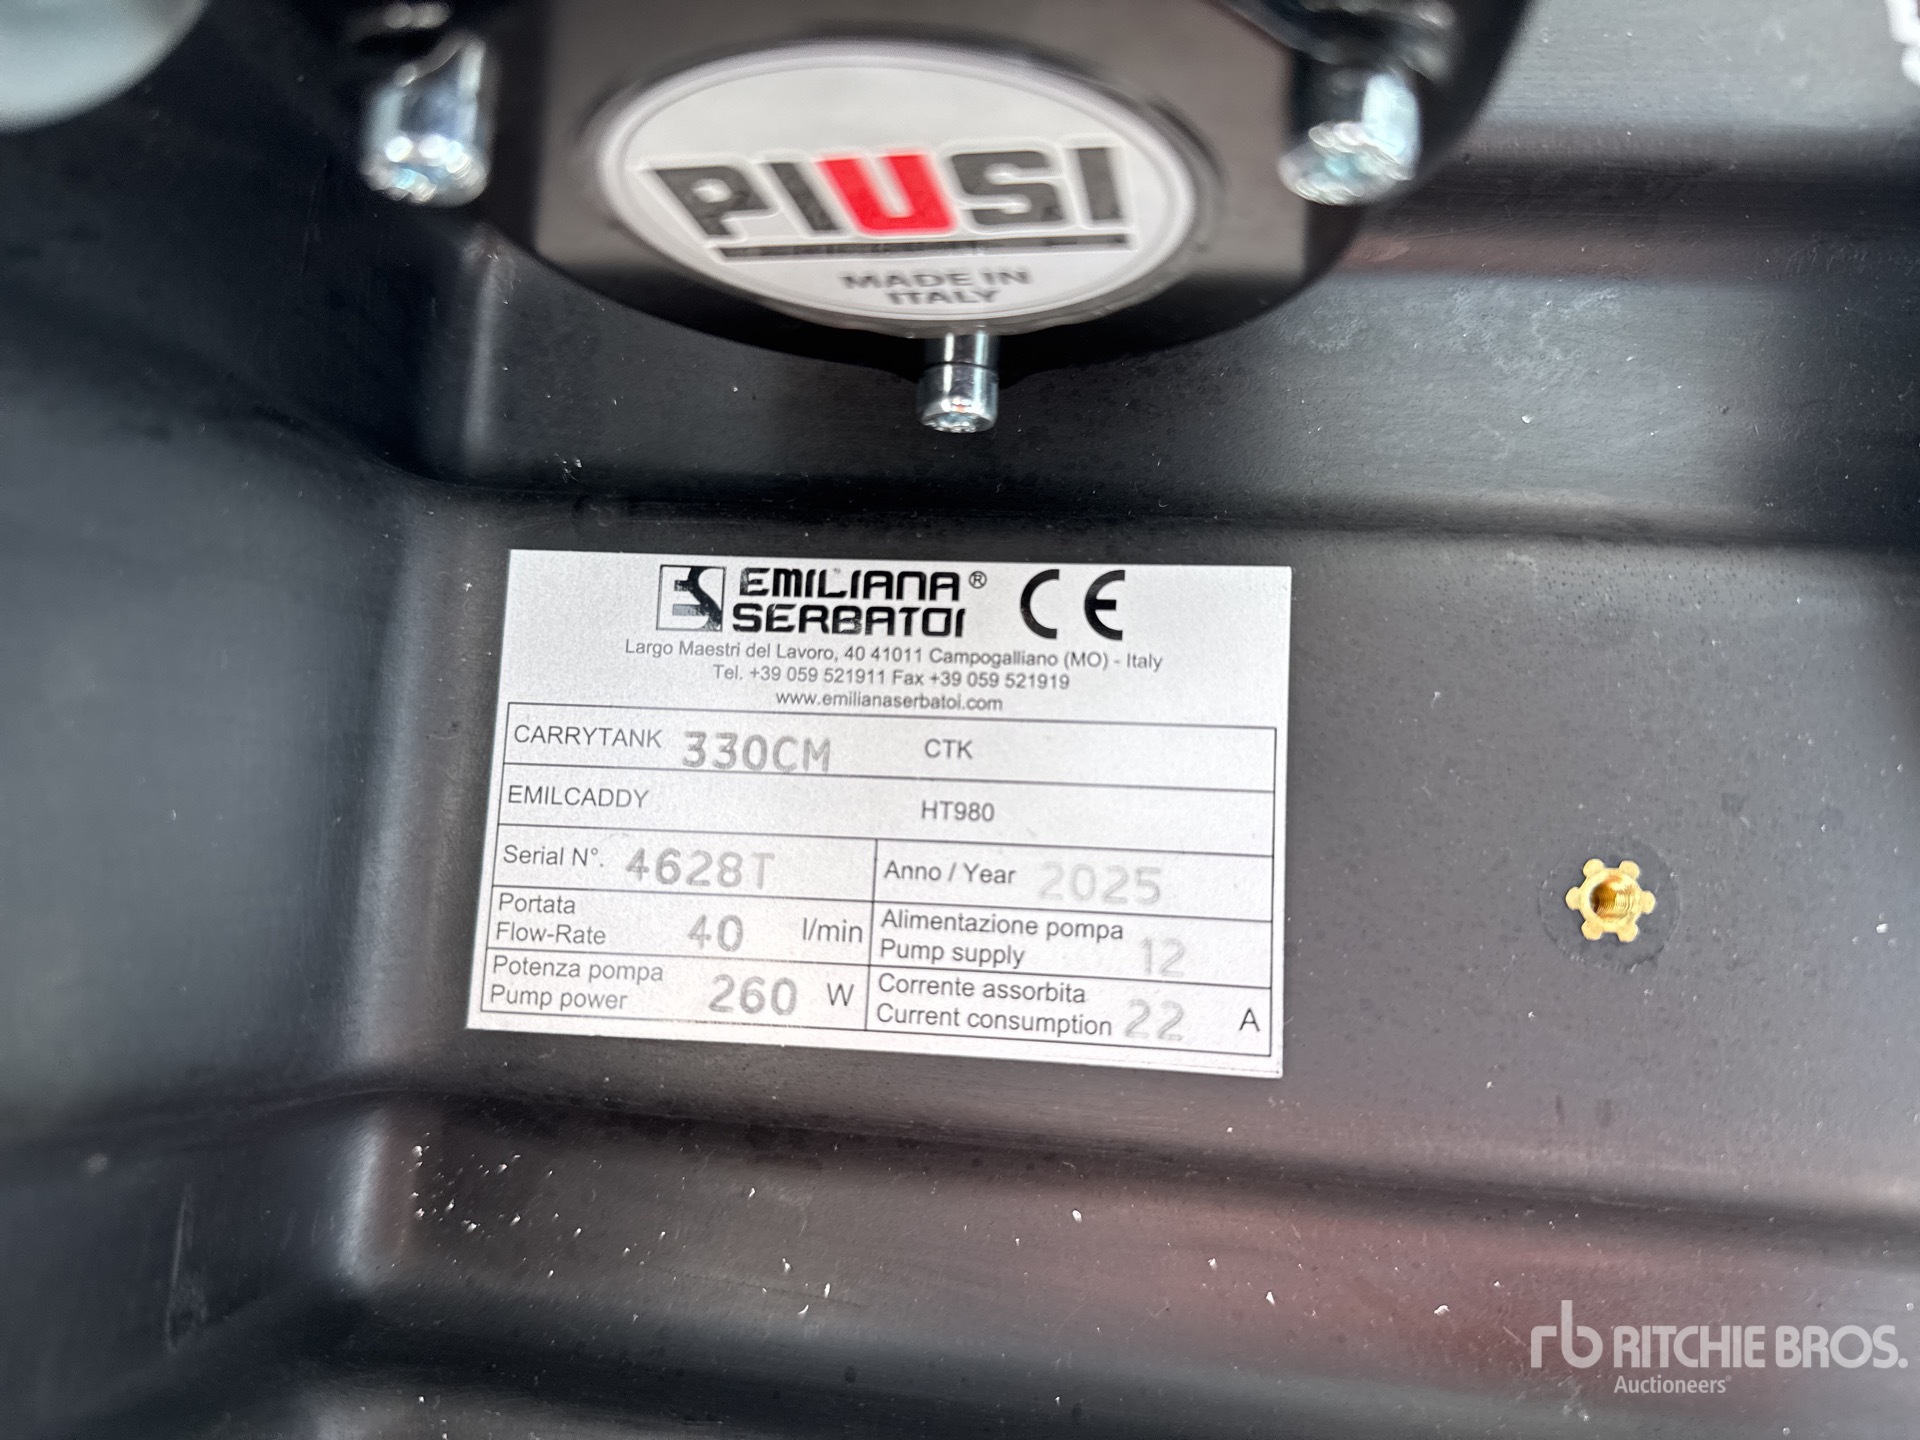 PIUSI
MADE IN
ITALY
EMILIANA®
SERBATOI CE
Largo Maestri del Lavoro, 40 41011 Campogalliano (MO) - Italy
Tel. +39 059 521911 Fax +39 059 521919
www.emilianaserbatoi.com
CARRYTANK 330CM CTK
EMILCADDY HT980
Serial N°. 4628T Anno / Year 2025
Portata
Flow-Rate 40 l/min
Alimentazione pompa
Pump supply 12
Potenza pompa
Pump power 260 W
Corrente assorbita
Current consumption 22 A
rb RITCHIE BROS.
Auctioneers